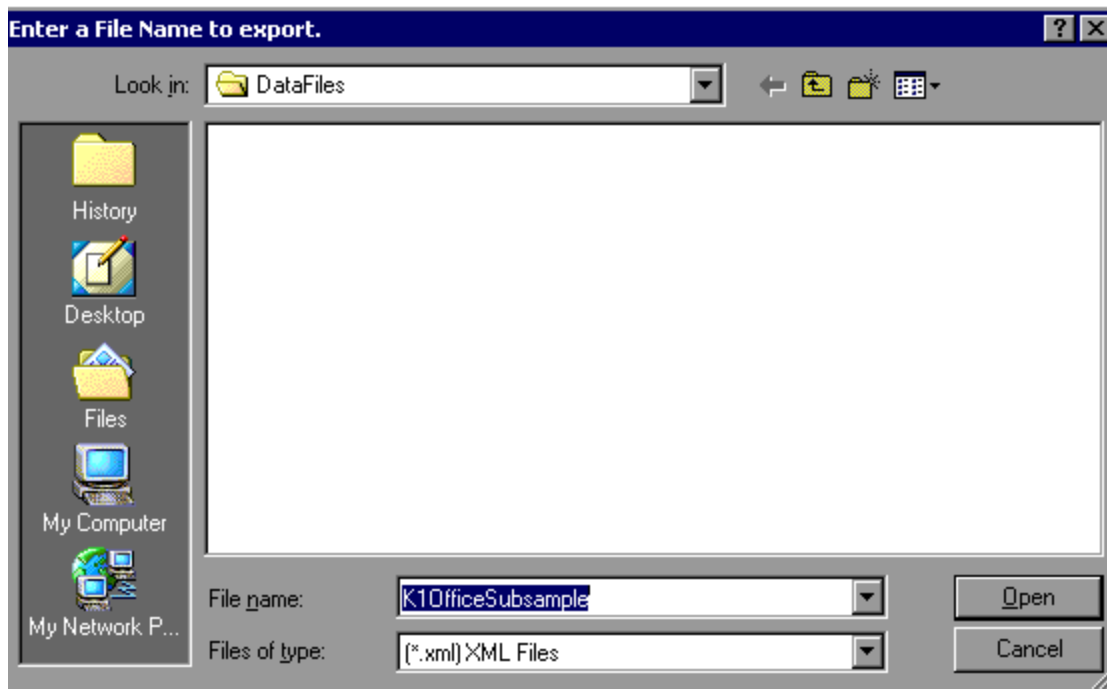 Enter a File Name to export.
Look in:
DataFiles
History
Desktop
Files
My Computer
My Network P...
File name:
K1OfficeSubsample
Open
Files of type:
(*.xml) XML Files
Cancel